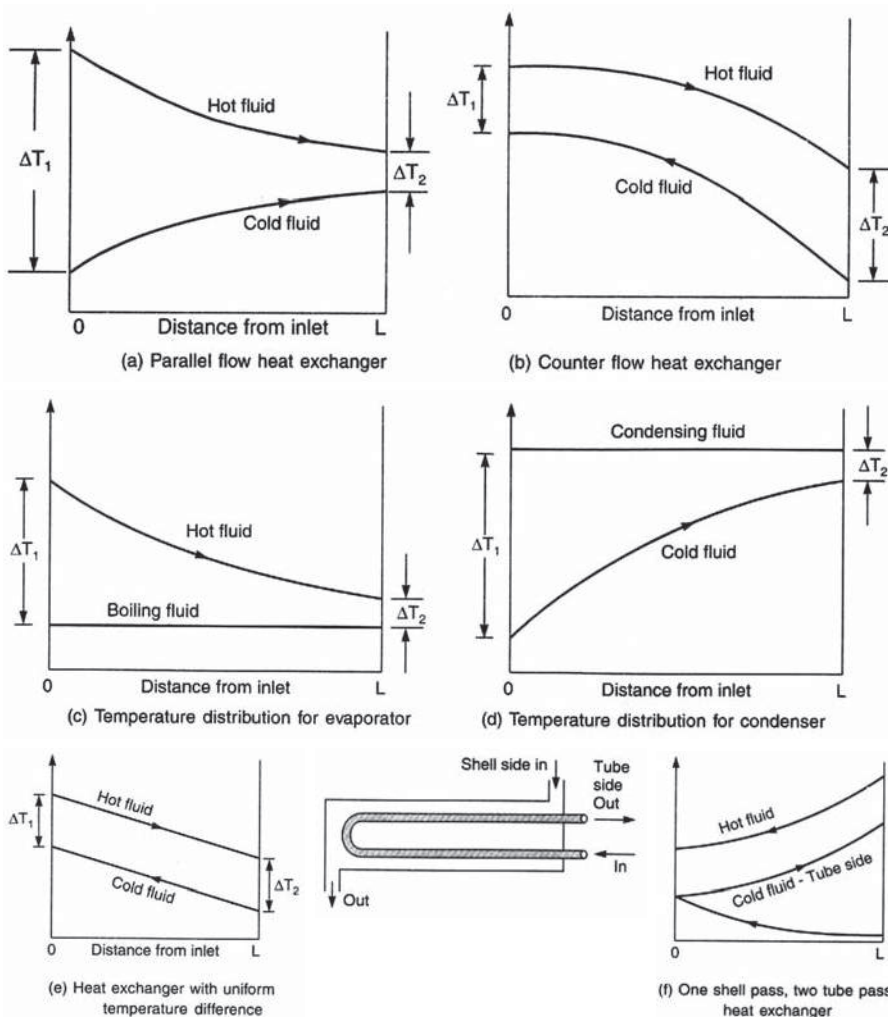 ΔT₁
Hot fluid
Cold fluid
ΔT₂
0 Distance from inlet L
(a) Parallel flow heat exchanger
ΔT₁
Hot fluid
Cold fluid
ΔT₂
0 Distance from inlet L
(b) Counter flow heat exchanger
ΔT₁
Hot fluid
Boiling fluid
ΔT₂
0 Distance from inlet L
(c) Temperature distribution for evaporator
Condensing fluid
ΔT₁
Cold fluid
ΔT₂
0 Distance from inlet L
(d) Temperature distribution for condenser
ΔT₁
Hot fluid
Cold fluid
ΔT₂
0 Distance from inlet L
(e) Heat exchanger with uniform
temperature difference
Shell side in
Tube
side
Out
In
Out
Hot fluid
Cold fluid - Tube side
0 L
(f) One shell pass, two tube pass
heat exchanger